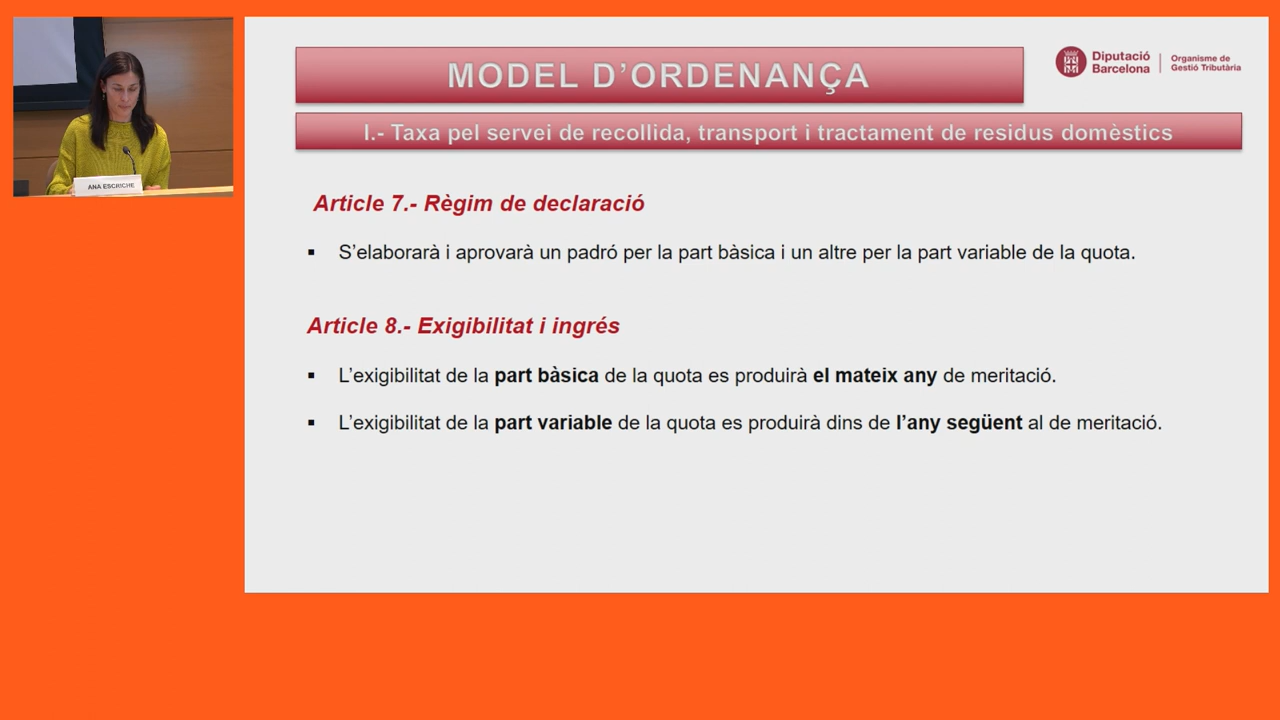 MODEL D’ORDENANÇA
Diputació
Barcelona
Organisme de
Gestió Tributària
I.- Taxa pel servei de recollida, transport i tractament de residus domèstics
ANA ESCRICHE
Article 7.- Règim de declaració
▪ S’elaborarà i aprovarà un padró per la part bàsica i un altre per la part variable de la quota.
Article 8.- Exigibilitat i ingrés
▪ L’exigibilitat de la part bàsica de la quota es produirà el mateix any de meritació.
▪ L’exigibilitat de la part variable de la quota es produirà dins de l’any següent al de meritació.